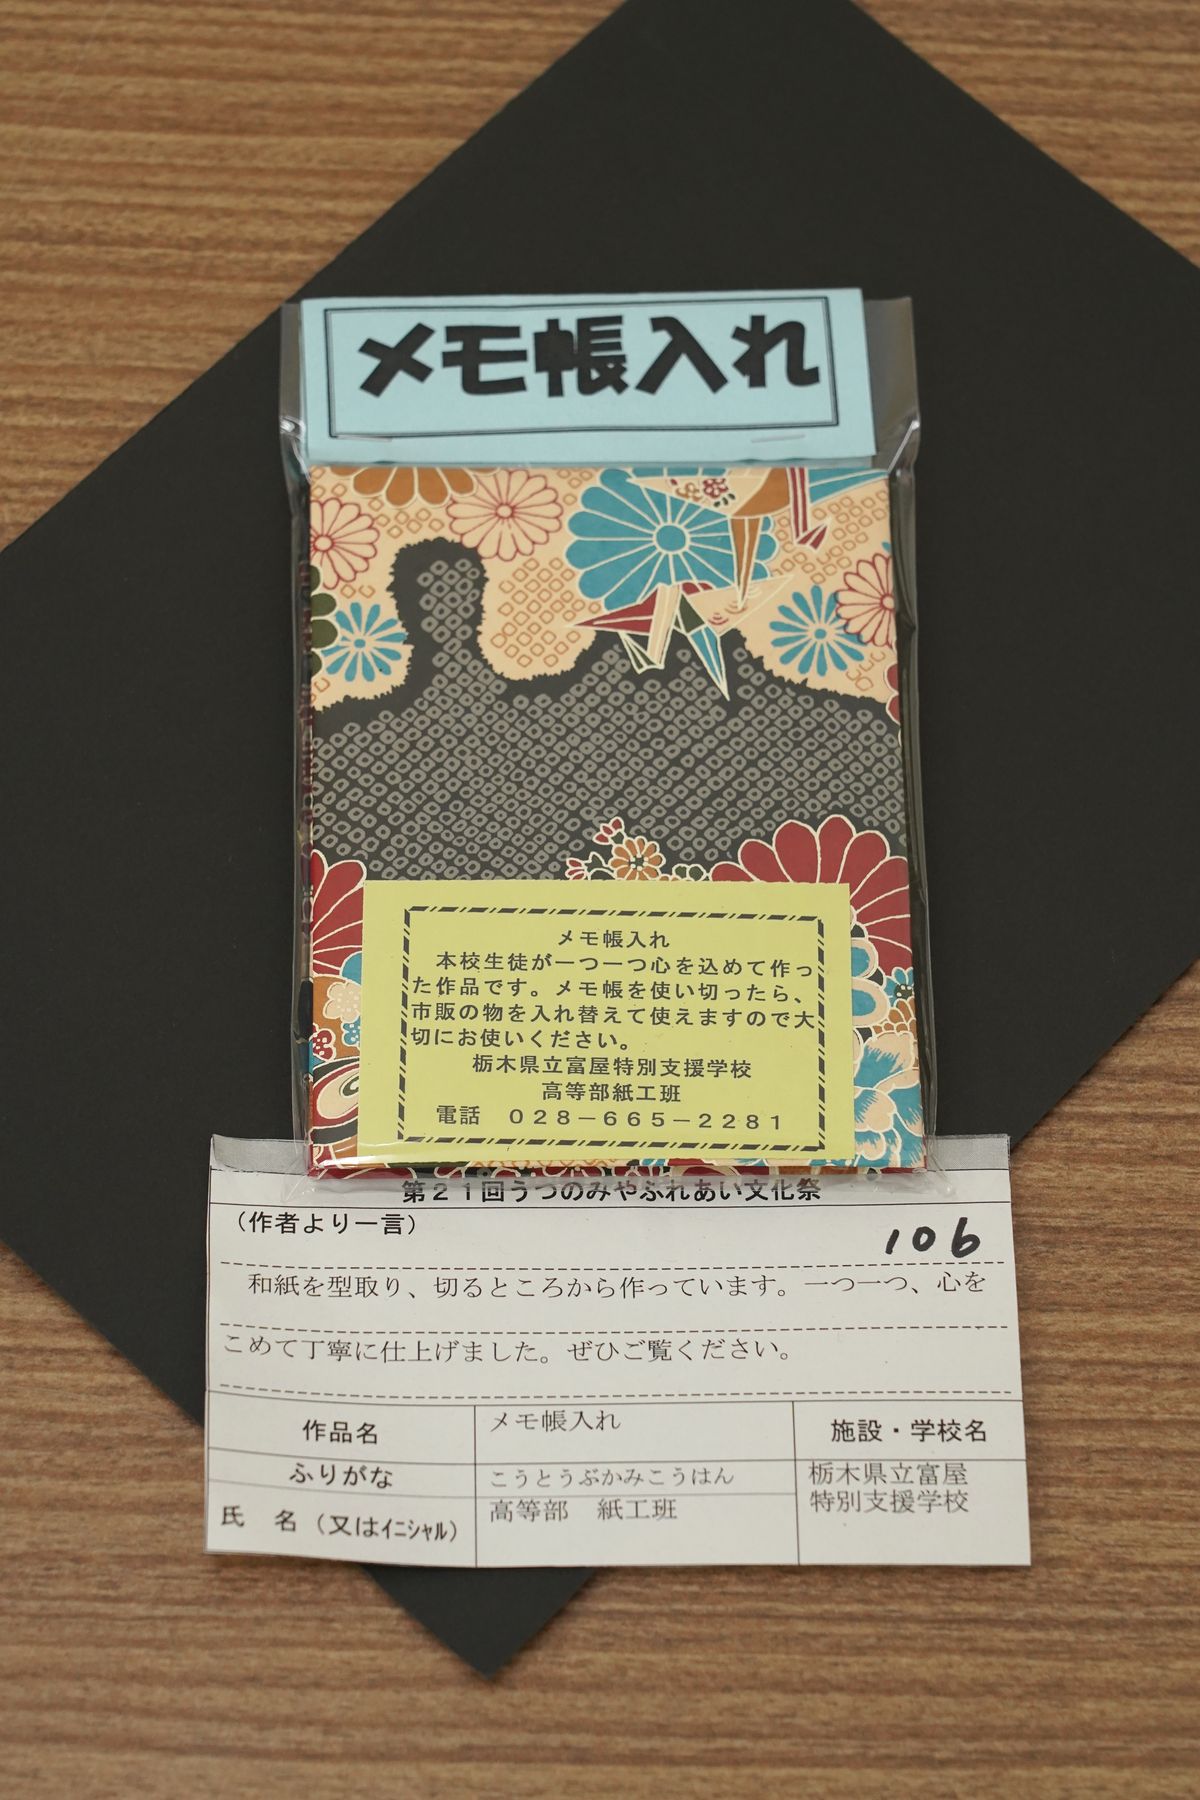 メモ帳入れ
メモ帳入れ
本校生徒が一つ一つ心を込めて作っ
た作品です。メモ帳を使い切ったら、
市販の物を入れ替えて使えますので大
切にお使いください。
栃木県立富屋特別支援学校
高等部紙工班
電話　０２８－６６５－２２８１
第２１回うつのみやふれあい文化祭
（作者より一言）
106
和紙を型取り、切るところから作っています。一つ一つ、心を
こめて丁寧に仕上げました。ぜひご覧ください。
作品名
メモ帳入れ
施設・学校名
ふりがな
こうとうぶかみこうはん
栃木県立富屋
特別支援学校
氏　名（又はｲﾆｼｬﾙ）
高等部　紙工班